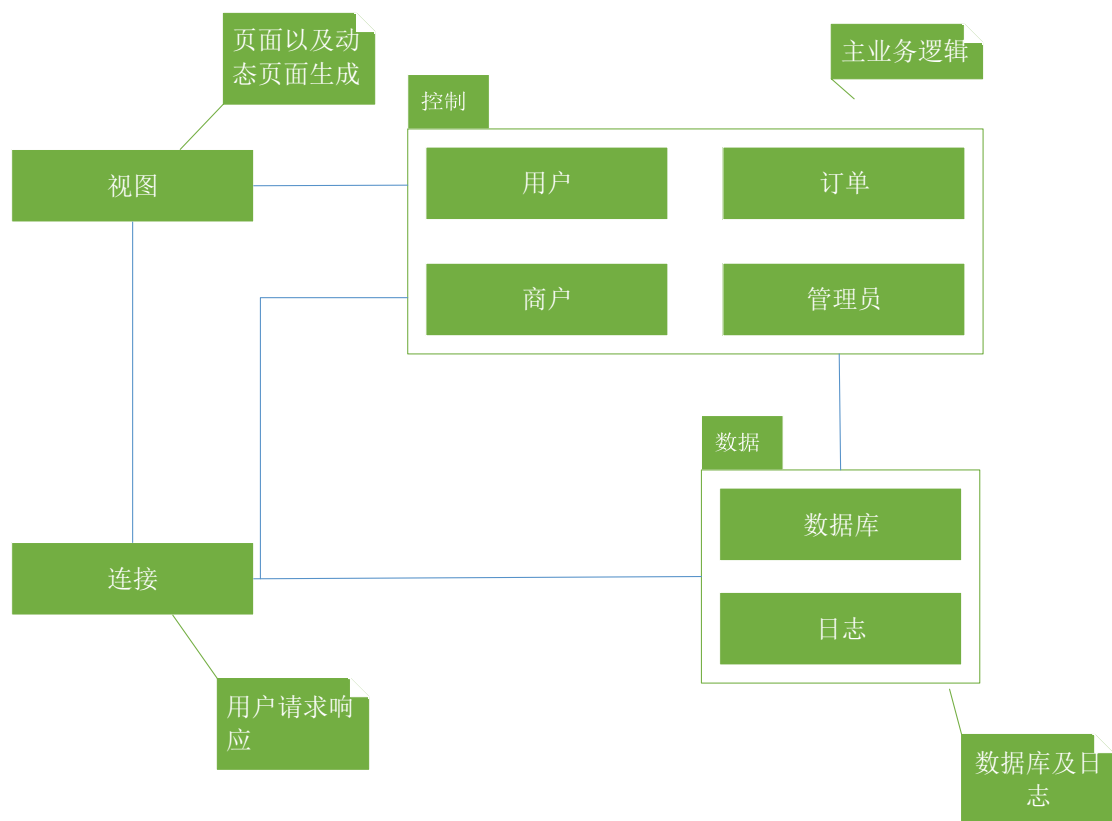 页面以及动
态页面生成
主业务逻辑
控制
视图
用户
订单
商户
管理员
数据
数据库
连接
日志
用户请求响
应
数据库及日
志